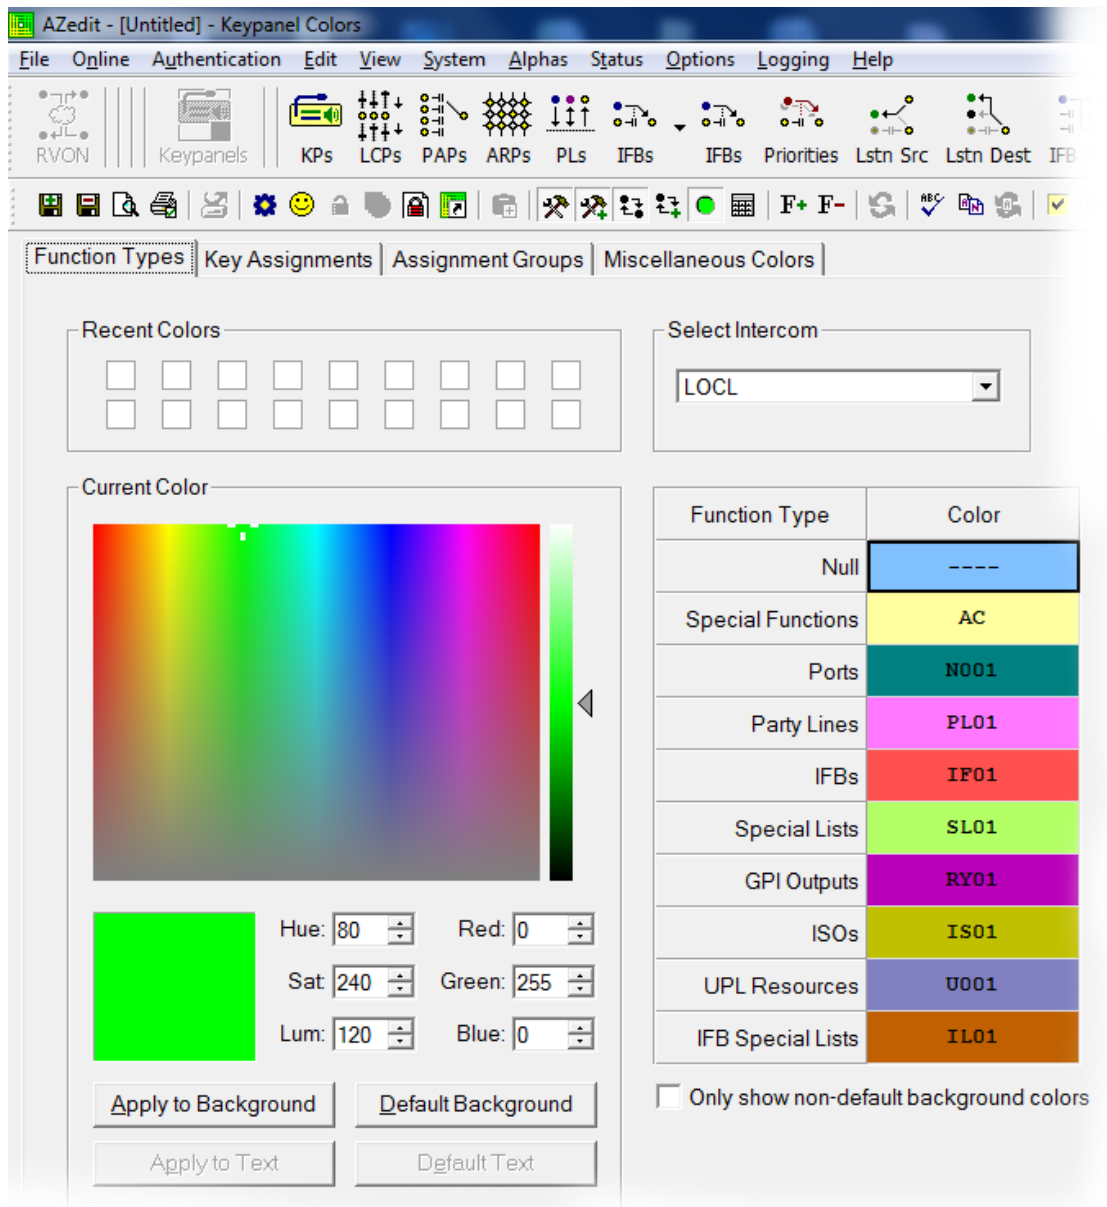 AZedit - [Untitled] - Keypanel Colors
File Online Authentication Edit View System Alphas Status Options Logging Help
RVON Keypanels KPs LCPs PAPs ARPs PLs IFBs IFBs Priorities Lstn Src Lstn Dest IFB
F+ F- ABC
Function Types Key Assignments Assignment Groups Miscellaneous Colors
Recent Colors Select Intercom
LOCL
Current Color
Function Type Color
Null ----
Special Functions AC
Ports N001
Party Lines PL01
IFBs IF01
Special Lists SL01
GPI Outputs RY01
Hue: 80 Red: 0
ISOs IS01
Sat: 240 Green: 255
UPL Resources U001
Lum: 120 Blue: 0
IFB Special Lists IL01
Apply to Background Default Background
Only show non-default background colors
Apply to Text Default Text